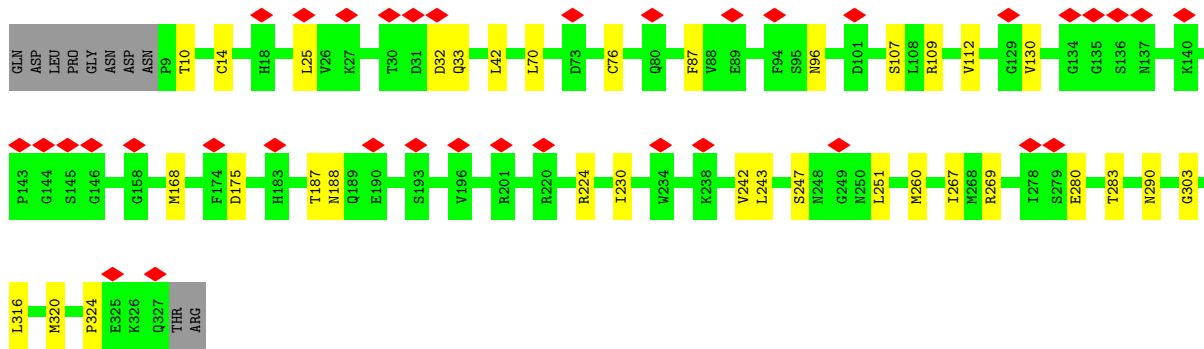 GLN ASP LEU PRO GLY ASN ASP ASN P9 T10 C14 H18 L25 V26 K27 T30 D31 D32 Q33 L42 L70 D73 C76 Q80 F87 V88 E89 F94 S95 N96 D101 S107 L108 R109 V112 G129 V130 G134 G135 S136 N137 K140
P143 G144 S145 G146 G158 M168 F174 D175 H183 T187 N188 Q189 E190 S193 V196 R201 R220 R224 I230 W234 K238 V242 L243 S247 N248 G249 N250 L251 M260 I267 M268 R269 I278 S279 E280 T283 N290 G303
L316 M320 P324 E325 K326 Q327 THR ARG